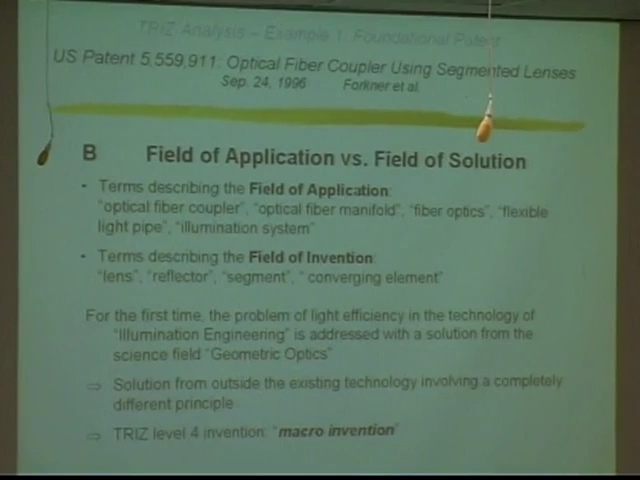 TRIZ Analysis – Example 1: Foundational Patent
US Patent 5,559,911: Optical Fiber Coupler Using Segmented Lenses
Sep. 24, 1996 Forkner et al.
B Field of Application vs. Field of Solution
• Terms describing the Field of Application:
"optical fiber coupler", "optical fiber manifold", "fiber optics", "flexible
light pipe", "illumination system"
• Terms describing the Field of Invention:
"lens", "reflector", "segment", " converging element"
For the first time, the problem of light efficiency in the technology of
"Illumination Engineering" is addressed with a solution from the
science field "Geometric Optics"
⇒ Solution from outside the existing technology involving a completely
different principle
⇒ TRIZ level 4 invention: "macro invention"